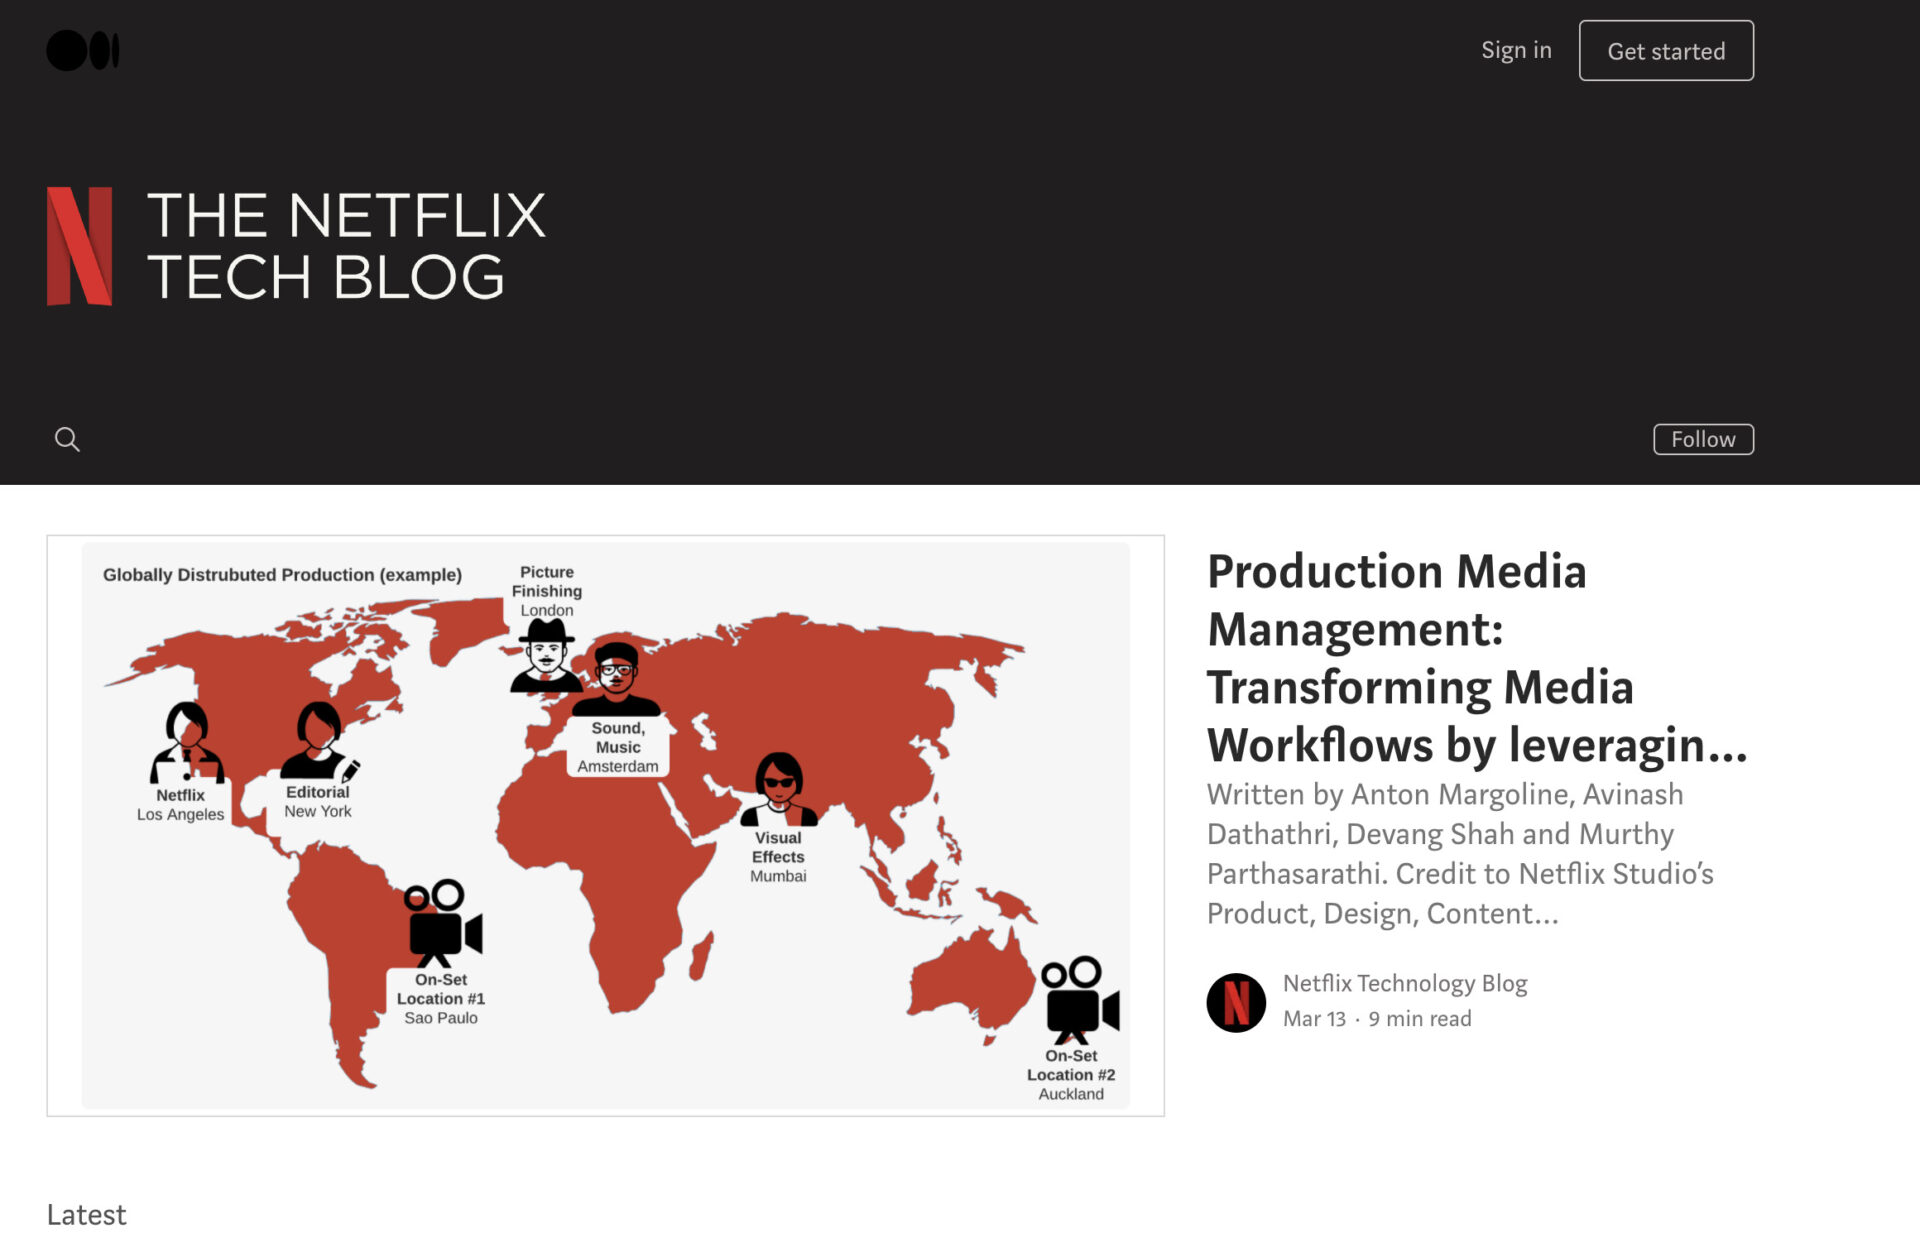 Sign in
Get started
THE NETFLIX
TECH BLOG
Follow
Globally Distrubuted Production (example)
Picture
Finishing
London
Sound,
Music
Amsterdam
Netflix
Los Angeles
Editorial
New York
Visual
Effects
Mumbai
On-Set
Location #1
Sao Paulo
On-Set
Location #2
Auckland
Production Media
Management:
Transforming Media
Workflows by leveragin...
Written by Anton Margoline, Avinash
Dathathri, Devang Shah and Murthy
Parthasarathi. Credit to Netflix Studio’s
Product, Design, Content…
Netflix Technology Blog
Mar 13 · 9 min read
Latest